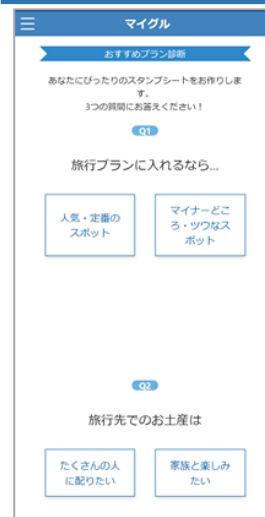 マイグル
おすすめプラン診断
あなたにぴったりのスタンプシートをお作りしま
す。
3つの質問にお答えください！
Q1
旅行プランに入れるなら...
人気・定番の
スポット
マイナーどこ
ろ・ツウなス
ポット
Q2
旅行先でのお土産は
たくさんの人
に配りたい
家族と楽しみ
たい